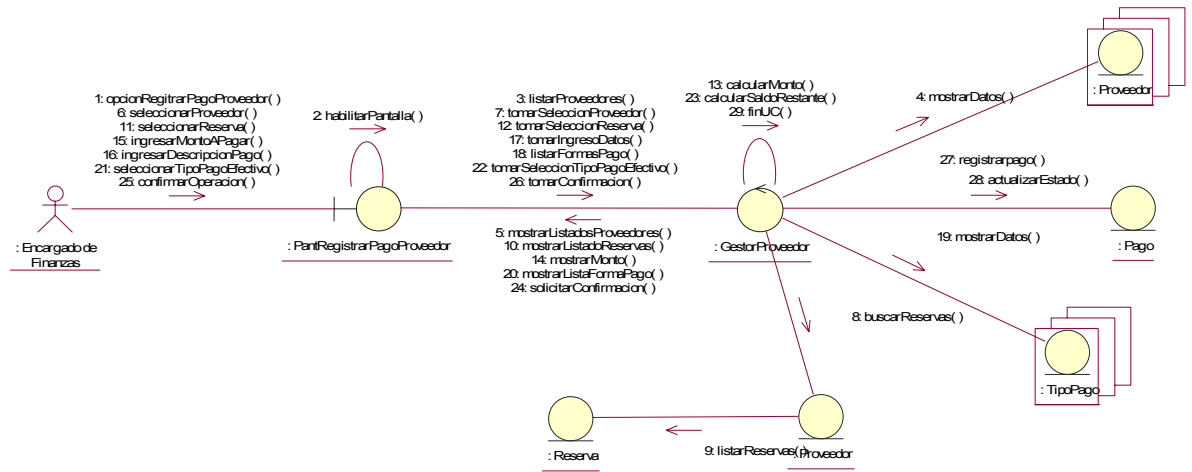 1: opcionRegitrarPagoProveedor( )
6: seleccionarProveedor( )
11: seleccionarReserva( )
15: ingresarMontoAPagar( )
16: ingresarDescripcionPago( )
21: seleccionarTipoPagoEfectivo( )
25: confirmarOperacion( )
: Encargado de
Finanzas
2: habilitarPantalla( )
: PantRegistrarPagoProveedor
3: listarProveedores( )
7: tomarSeleccionProveedor( )
12: tomarSeleccionReserva( )
17: tomarIngresoDatos( )
18: listarFormasPago( )
22: tomarSeleccionTipoPagoEfectivo( )
26: tomarConfirmacion( )
5: mostrarListadosProveedores( )
10: mostrarListadoReservas( )
14: mostrarMonto( )
20: mostrarListaFormaPago( )
24: solicitarConfirmacion( )
13: calcularMonto( )
23: calcularSaldoRestante( )
29: finUC( )
: GestorProveedor
4: mostrarDatos( )
: Proveedor
27: registrarpago( )
28: actualizarEstado( )
: Pago
19: mostrarDatos( )
8: buscarReservas( )
: TipoPago
9: listarReservas( )
: Proveedor
: Reserva